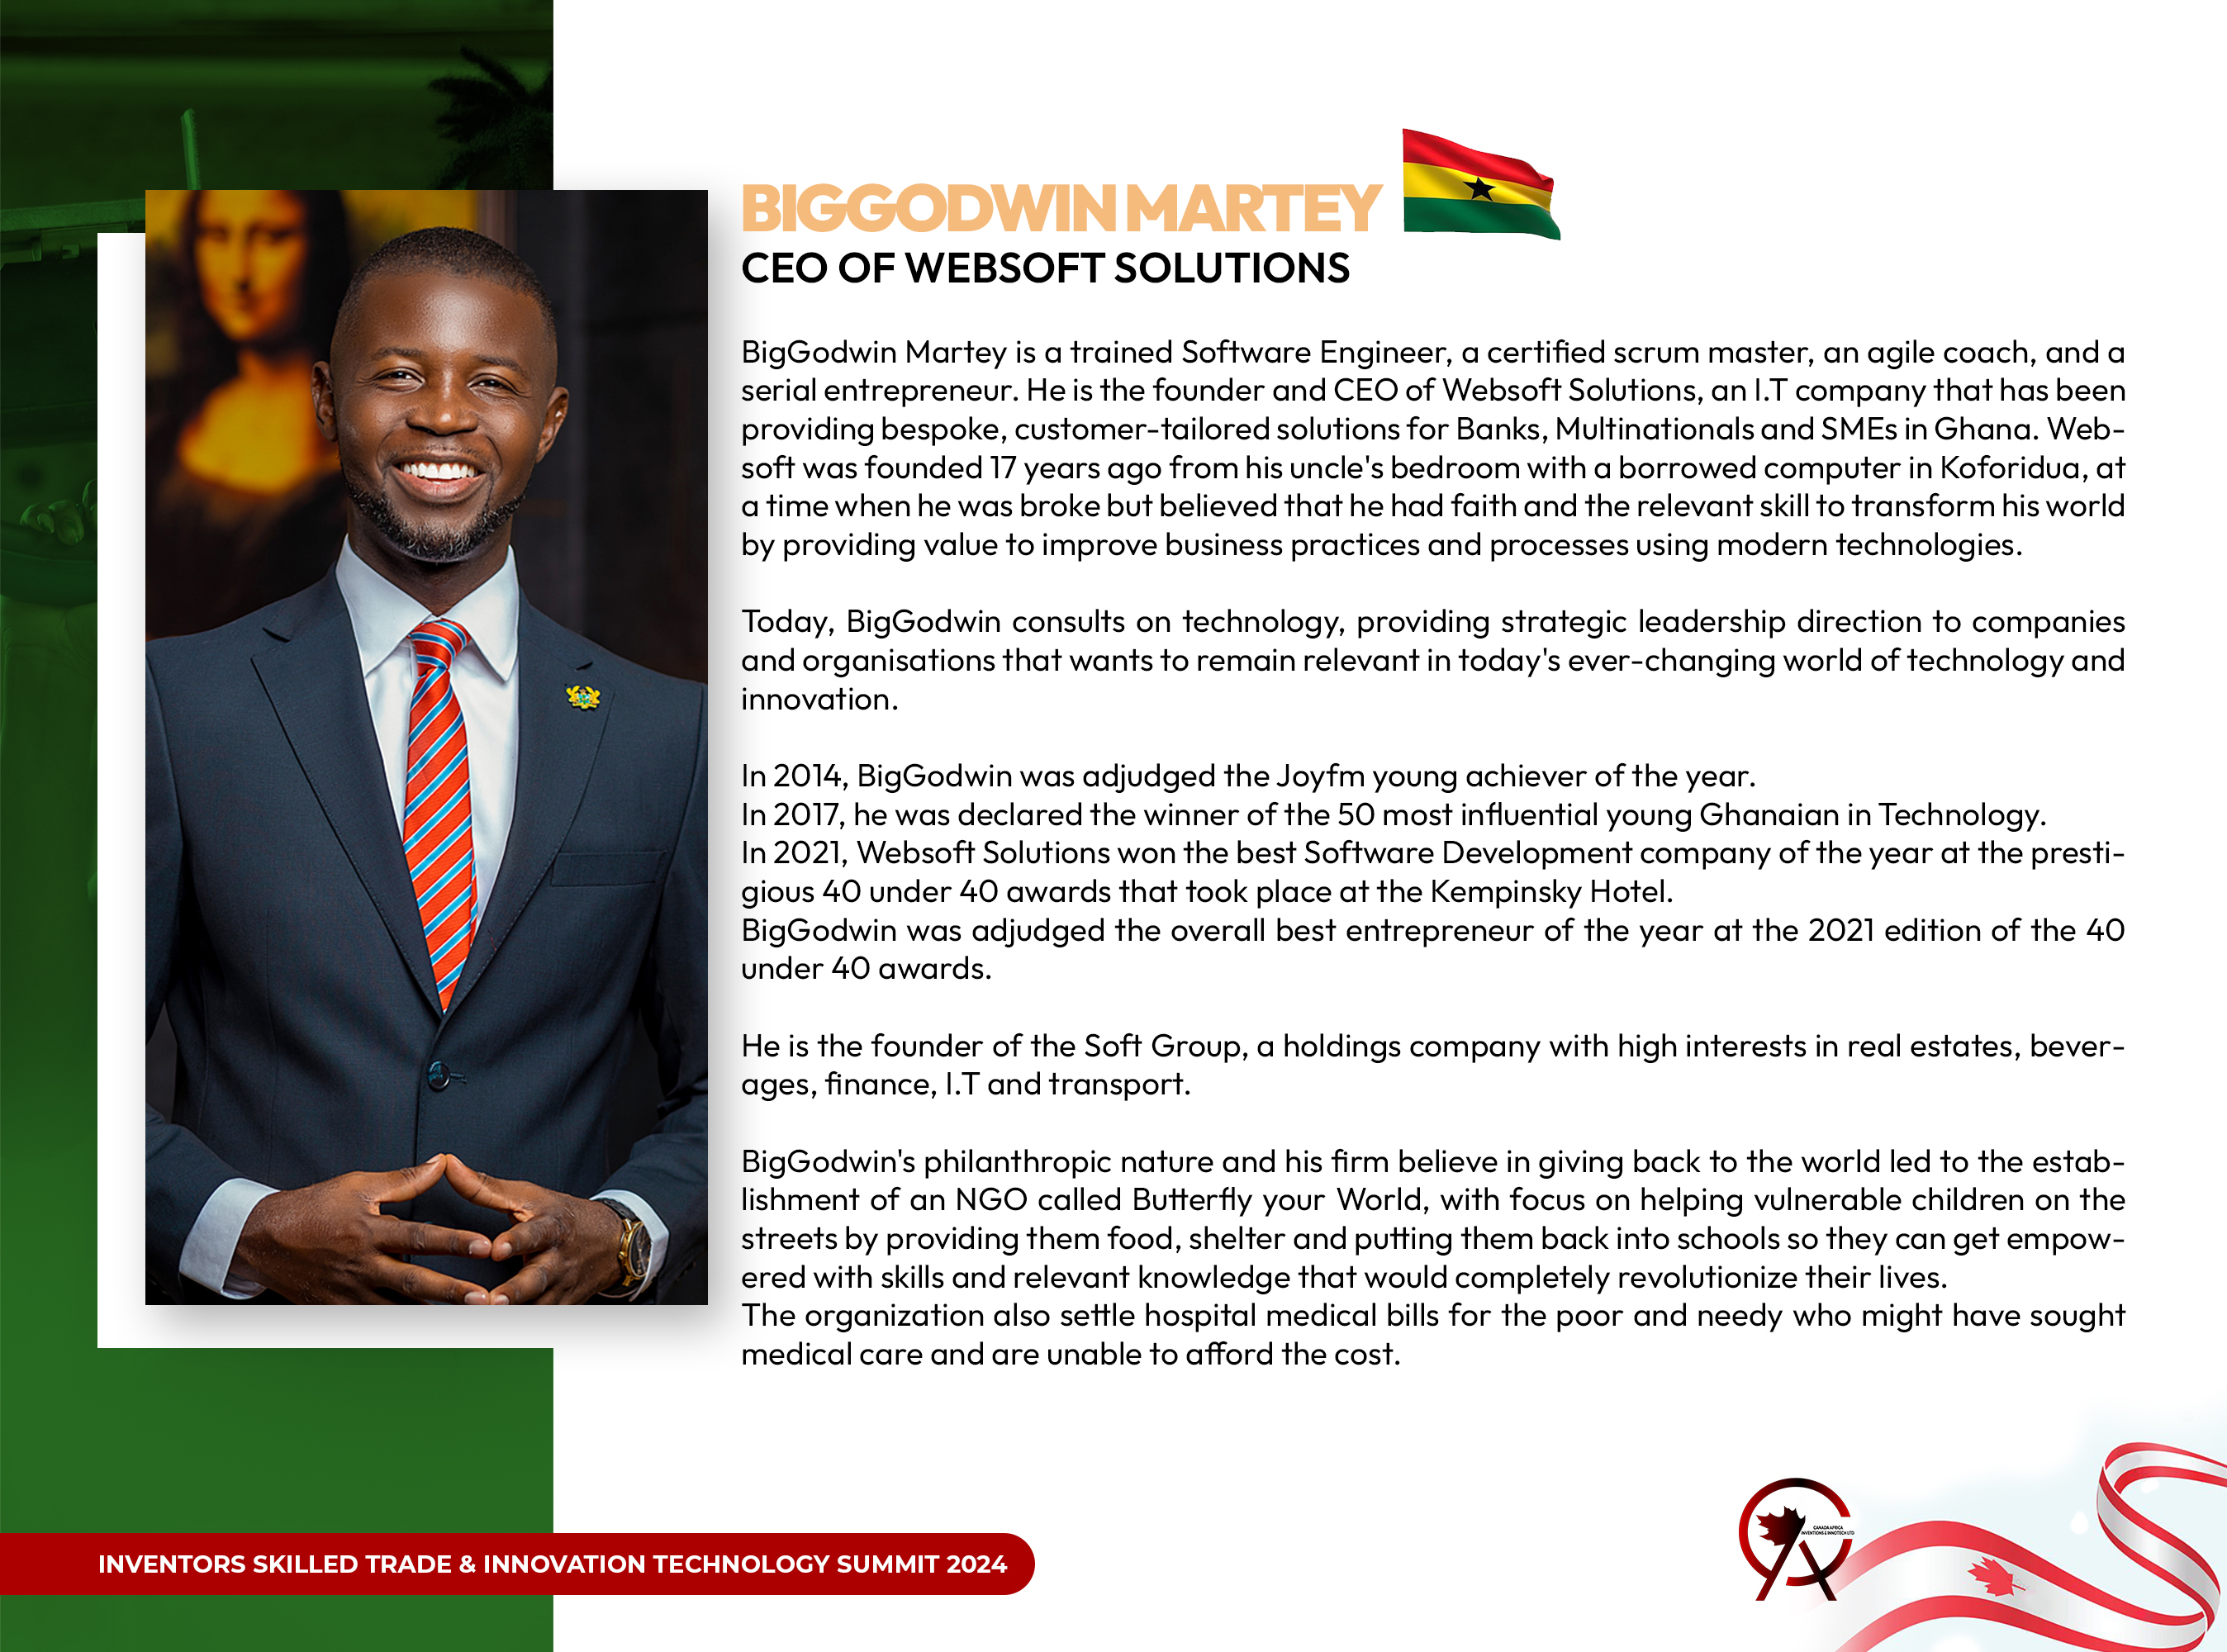 BIGGODWIN MARTEY
CEO OF WEBSOFT SOLUTIONS
BigGodwin Martey is a trained Software Engineer, a certified scrum master, an agile coach, and a
serial entrepreneur. He is the founder and CEO of Websoft Solutions, an I.T company that has been
providing bespoke, customer-tailored solutions for Banks, Multinationals and SMEs in Ghana. Web-
soft was founded 17 years ago from his uncle's bedroom with a borrowed computer in Koforidua, at
a time when he was broke but believed that he had faith and the relevant skill to transform his world
by providing value to improve business practices and processes using modern technologies.
Today, BigGodwin consults on technology, providing strategic leadership direction to companies
and organisations that wants to remain relevant in today's ever-changing world of technology and
innovation.
In 2014, BigGodwin was adjudged the Joyfm young achiever of the year.
In 2017, he was declared the winner of the 50 most influential young Ghanaian in Technology.
In 2021, Websoft Solutions won the best Software Development company of the year at the presti-
gious 40 under 40 awards that took place at the Kempinsky Hotel.
BigGodwin was adjudged the overall best entrepreneur of the year at the 2021 edition of the 40
under 40 awards.
He is the founder of the Soft Group, a holdings company with high interests in real estates, bever-
ages, finance, I.T and transport.
BigGodwin's philanthropic nature and his firm believe in giving back to the world led to the estab-
lishment of an NGO called Butterfly your World, with focus on helping vulnerable children on the
streets by providing them food, shelter and putting them back into schools so they can get empow-
ered with skills and relevant knowledge that would completely revolutionize their lives.
The organization also settle hospital medical bills for the poor and needy who might have sought
medical care and are unable to afford the cost.
CANADA AFRICA
INVENTIONS & INNOTECH LTD
INVENTORS SKILLED TRADE & INNOVATION TECHNOLOGY SUMMIT 2024